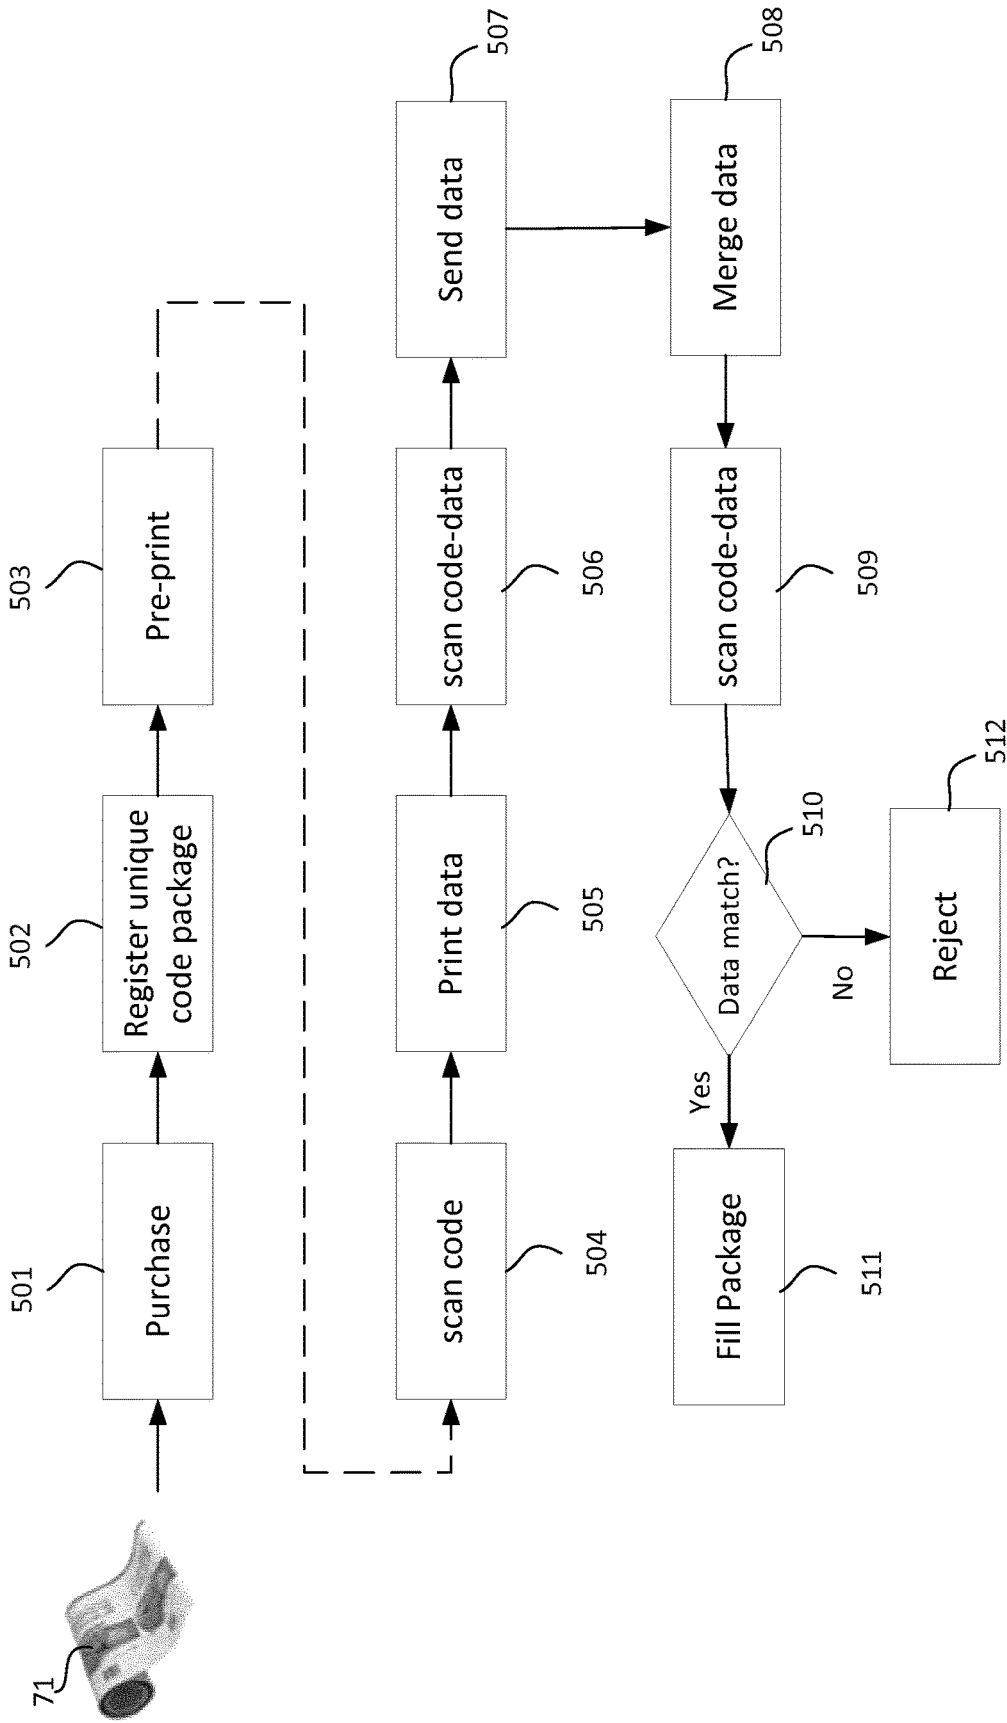 71
501
Purchase
502
Register unique
code package
503
Pre-print
504
scan code
505
Print data
506
scan code-data
507
Send data
508
Merge data
509
scan code-data
510
Data match?
Yes
No
511
Fill Package
512
Reject